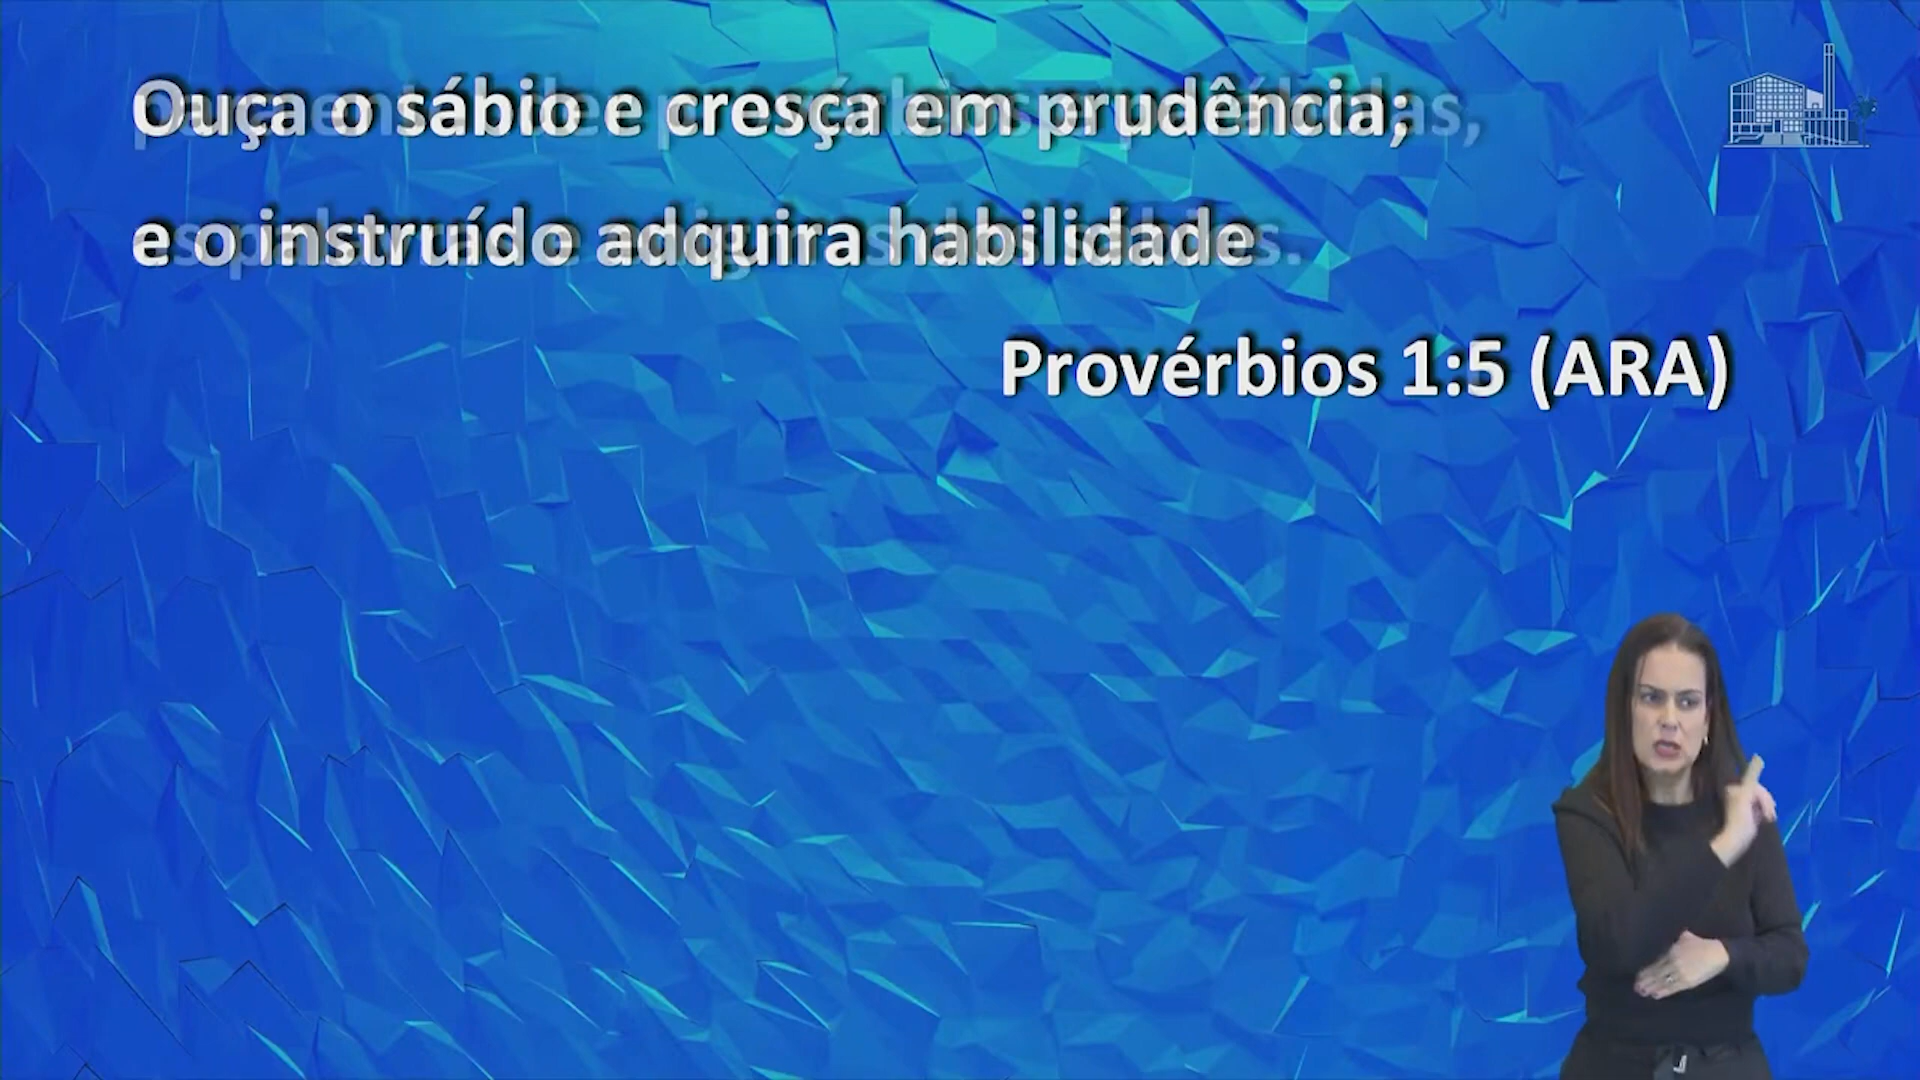 Ouça o sábio e cresça em prudência;
e o instruído adquira habilidade
Provérbios 1:5 (ARA)